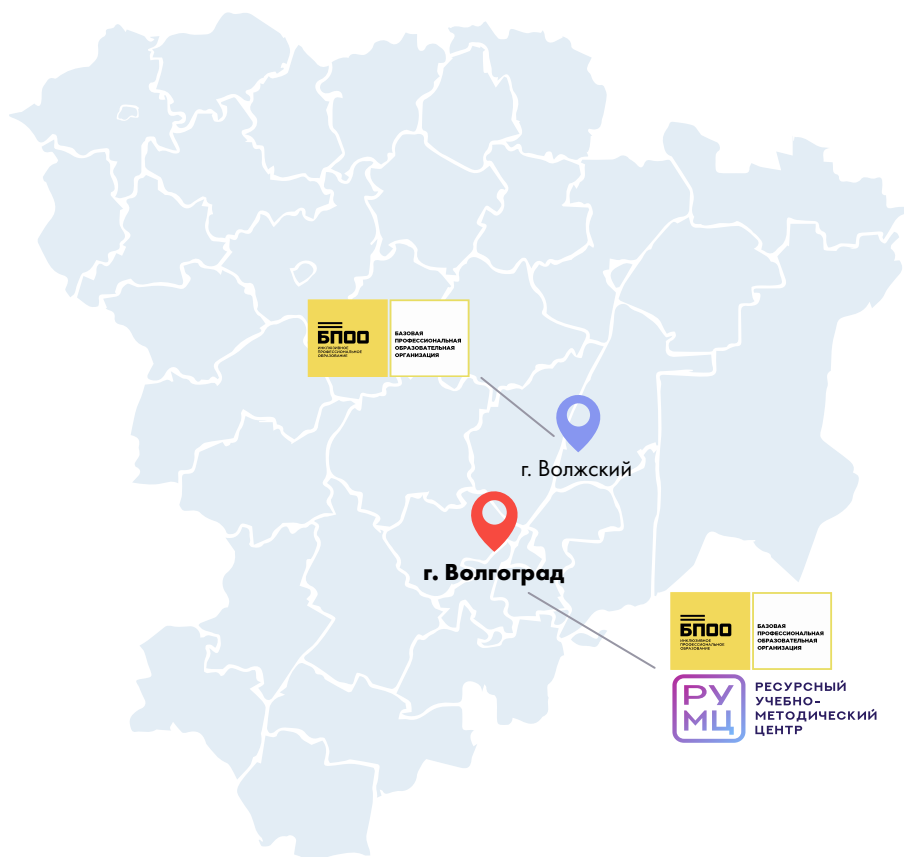 БПОО
ИНКЛЮЗИВНОЕ
ПРОФЕССИОНАЛЬНОЕ
ОБРАЗОВАНИЕ
БАЗОВАЯ
ПРОФЕССИОНАЛЬНАЯ
ОБРАЗОВАТЕЛЬНАЯ
ОРГАНИЗАЦИЯ
г. Волжский
г. Волгоград
БПОО
ИНКЛЮЗИВНОЕ
ПРОФЕССИОНАЛЬНОЕ
ОБРАЗОВАНИЕ
БАЗОВАЯ
ПРОФЕССИОНАЛЬНАЯ
ОБРАЗОВАТЕЛЬНАЯ
ОРГАНИЗАЦИЯ
РУ
МЦ
РЕСУРСНЫЙ
УЧЕБНО-
МЕТОДИЧЕСКИЙ
ЦЕНТР